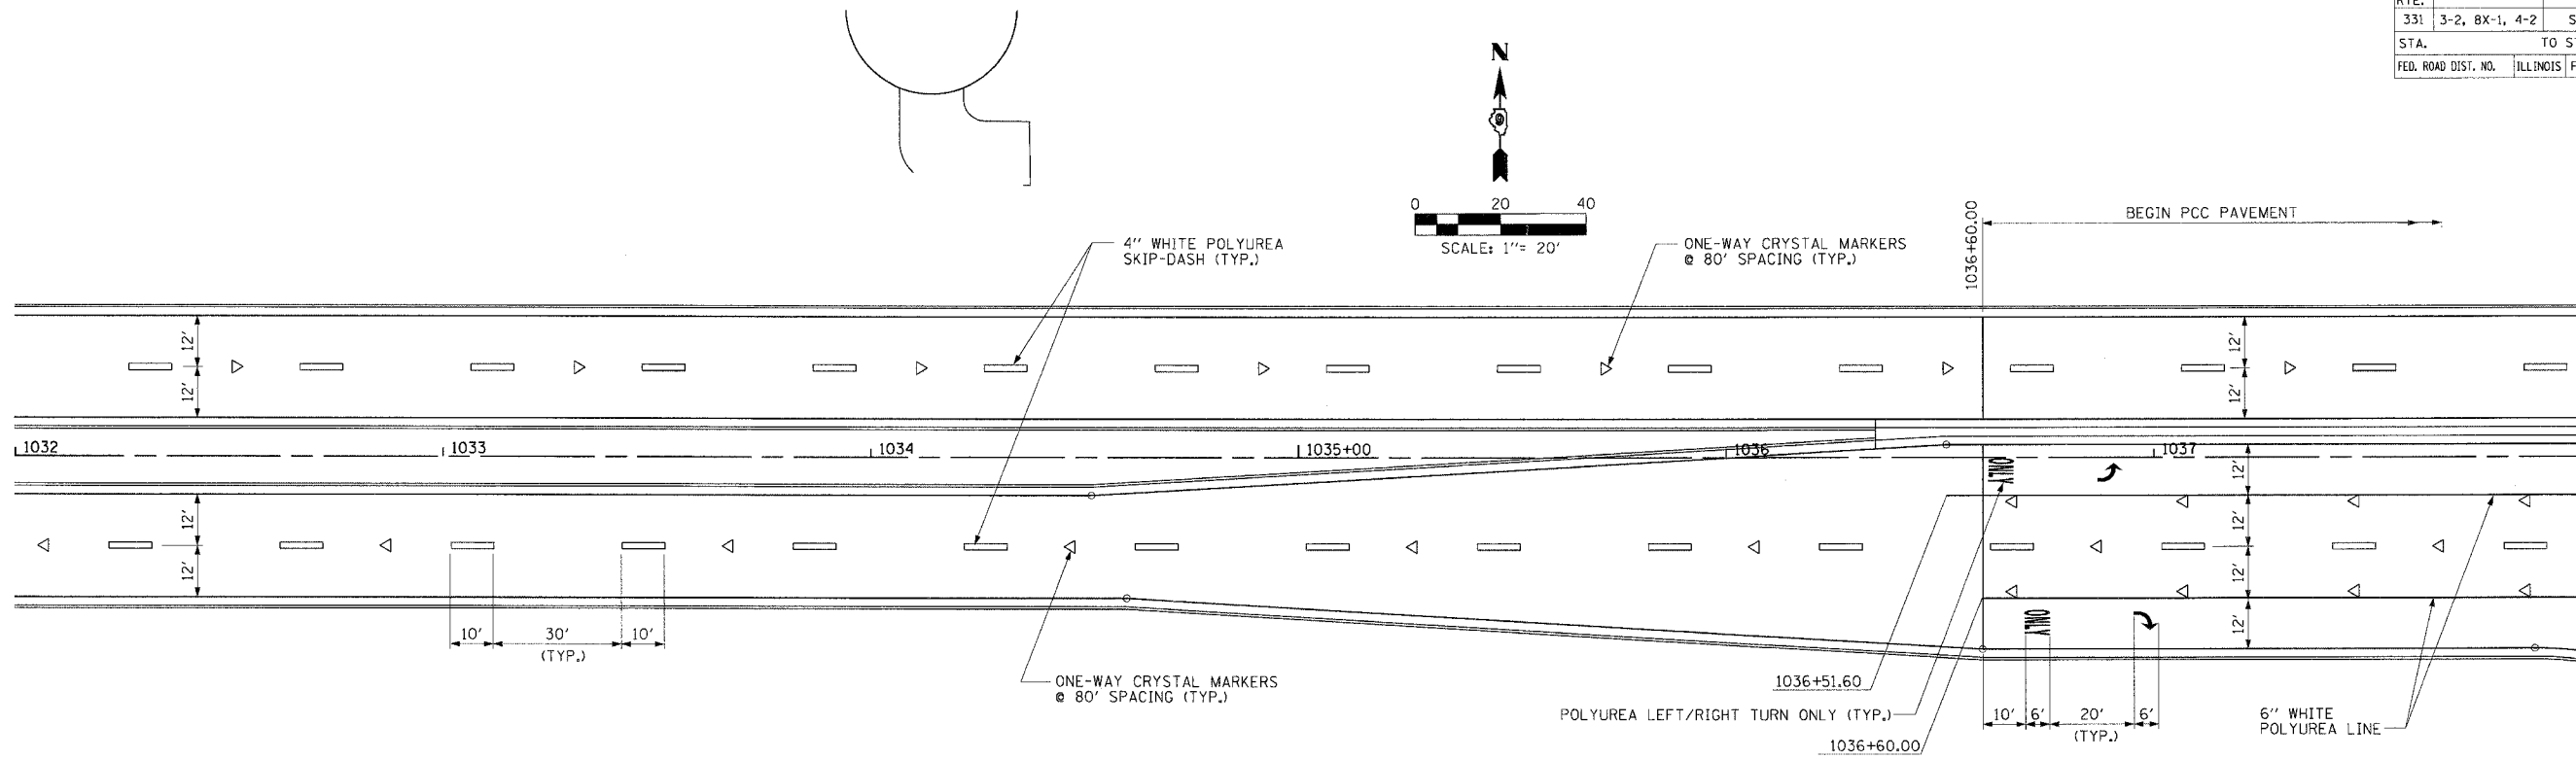 RTE.
331 3-2, 8X-1, 4-2 S
STA. TO ST
FED. ROAD DIST. NO. ILLINOIS F
N
0 20 40
SCALE: 1"= 20'
BEGIN PCC PAVEMENT
1036+60.00
4" WHITE POLYUREA
SKIP-DASH (TYP.)
ONE-WAY CRYSTAL MARKERS
@ 80' SPACING (TYP.)
12'
12'
12'
12'
1032 1033 1034 1035+00 1036 1037
ONLY
12'
12'
12'
12'
12'
12'
ONLY
10' 30' 10'
(TYP.)
ONE-WAY CRYSTAL MARKERS
@ 80' SPACING (TYP.)
1036+51.60
POLYUREA LEFT/RIGHT TURN ONLY (TYP.)
1036+60.00
10' 6' 20' 6'
(TYP.)
6" WHITE
POLYUREA LINE